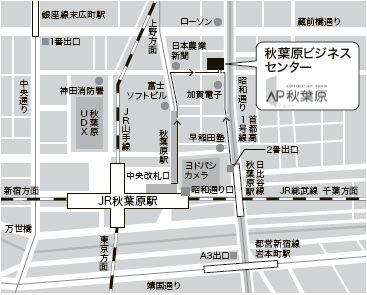 銀座線末広町駅
ローソン
蔵前橋通り
1番出口
上野方面
日本農業
新聞
秋葉原ビジネス
センター
AP秋葉原
中央通り
神田消防署
富士
ソフトビル
加賀電子
昭和通り
首都高
1号線
秋葉原
UDX
JR山手線
秋葉原駅
早稲田塾
2番出口
中央改札口
ヨドバシ
カメラ
昭和通り口
日比谷線
秋葉原駅
新宿方面
JR秋葉原駅
JR総武線 千葉方面
万世橋
東京方面
A3出口
都営新宿線
岩本町駅
靖国通り